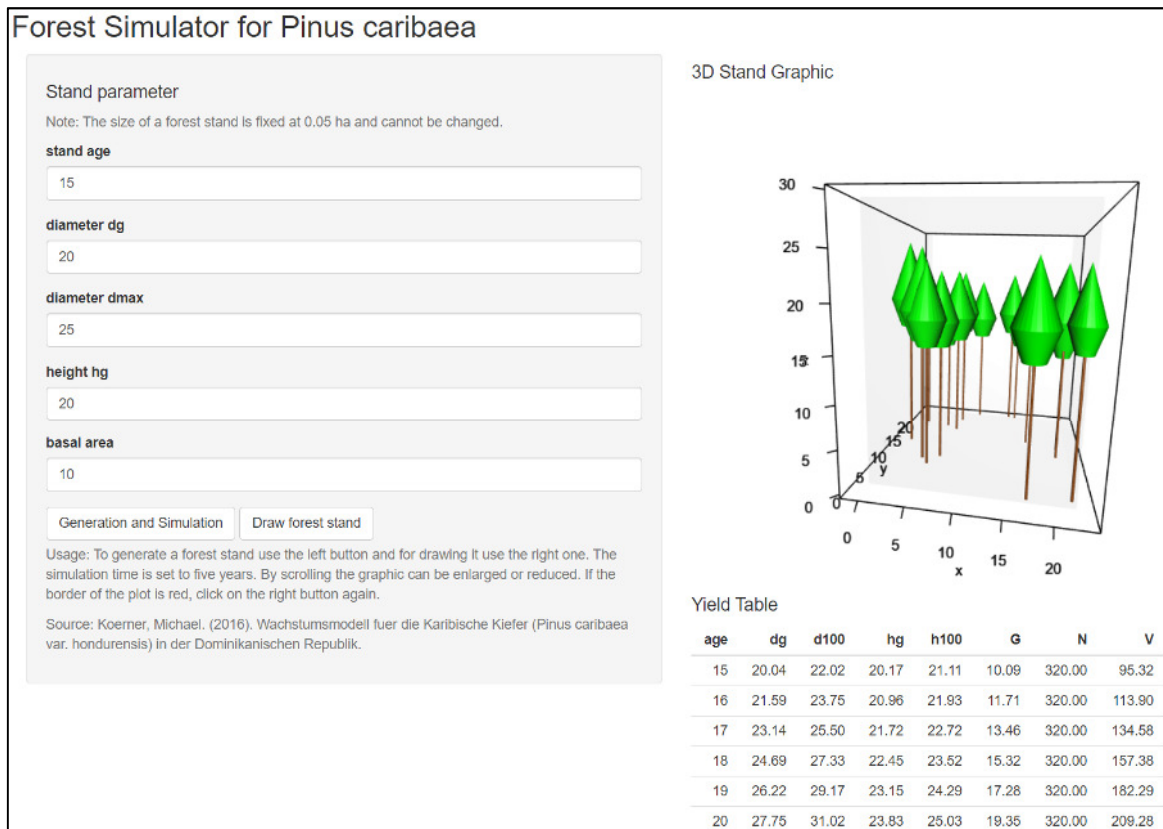 Forest Simulator for Pinus caribaea
Stand parameter
Note: The size of a forest stand is fixed at 0.05 ha and cannot be changed.
stand age
15
diameter dg
20
diameter dmax
25
height hg
20
basal area
10
Generation and Simulation Draw forest stand
Usage: To generate a forest stand use the left button and for drawing it use the right one. The
simulation time is set to five years. By scrolling the graphic can be enlarged or reduced. If the
border of the plot is red, click on the right button again.
Source: Koerner, Michael. (2016). Wachstumsmodell fuer die Karibische Kiefer (Pinus caribaea
var. hondurensis) in der Dominikanischen Republik.
3D Stand Graphic
30
25
20
15
z
10
5
0
20
15
10
y
5
0
0
5
10
15
20
x
Yield Table
age dg d100 hg h100 G N V
15 20.04 22.02 20.17 21.11 10.09 320.00 95.32
16 21.59 23.75 20.96 21.93 11.71 320.00 113.90
17 23.14 25.50 21.72 22.72 13.46 320.00 134.58
18 24.69 27.33 22.45 23.52 15.32 320.00 157.38
19 26.22 29.17 23.15 24.29 17.28 320.00 182.29
20 27.75 31.02 23.83 25.03 19.35 320.00 209.28